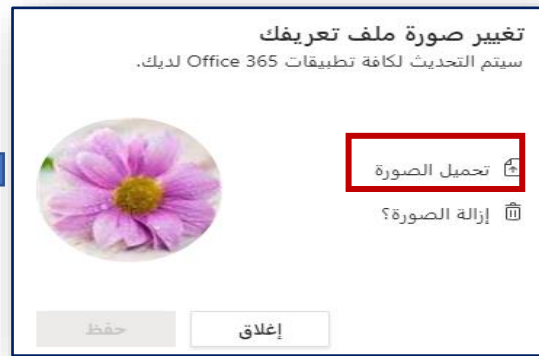 تغيير صورة ملف تعريفك
سيتم التحديث لكافة تطبيقات Office 365 لديك.
تحميل الصورة
إزالة الصورة؟
إغلاق
حفظ